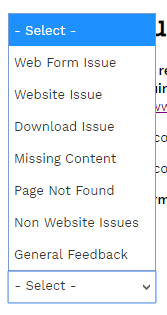 - Select -
Web Form Issue
Website Issue
Download Issue
Missing Content
Page Not Found
Non Website Issues
General Feedback
- Select -